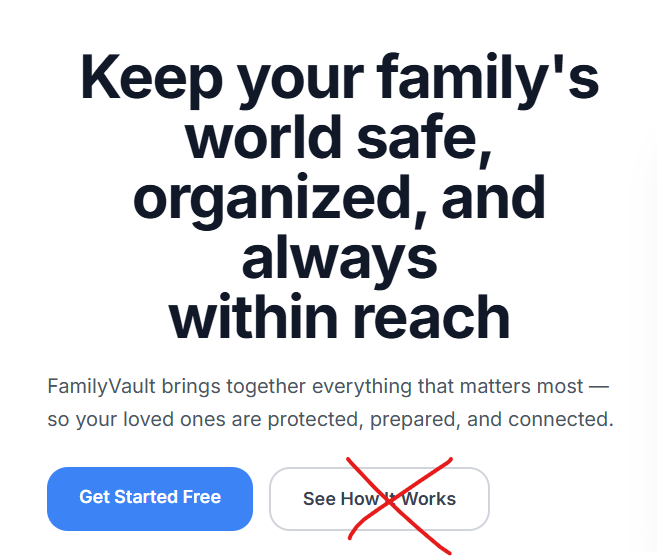 Keep your family's
world safe,
organized, and
always
within reach
FamilyVault brings together everything that matters most —
so your loved ones are protected, prepared, and connected.
Get Started Free
See How It Works